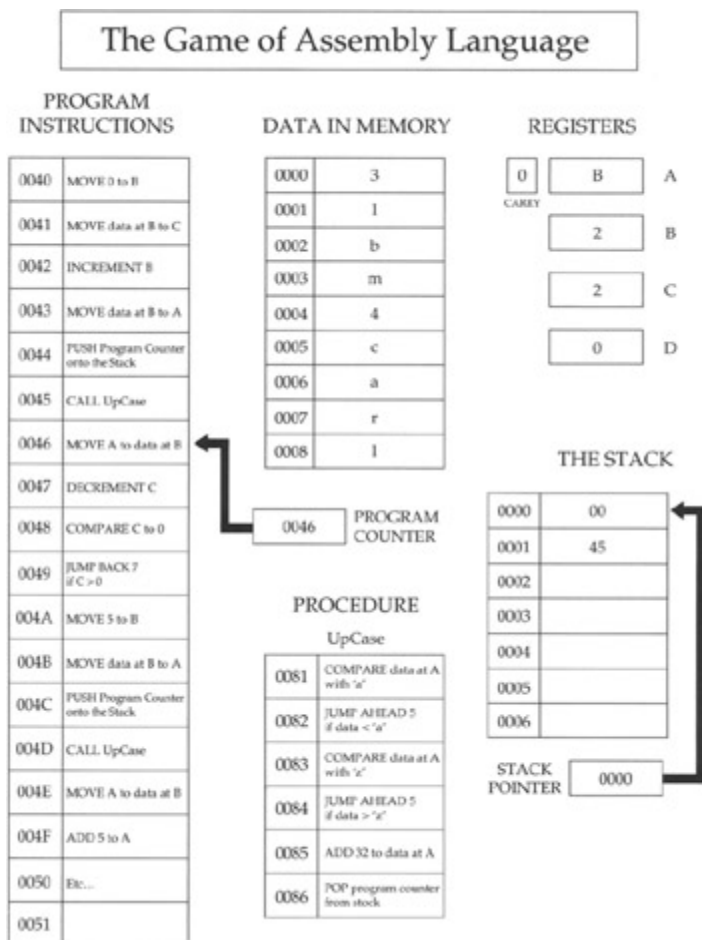 The Game of Assembly Language
PROGRAM
INSTRUCTIONS
0040 MOVE 0 to B
0041 MOVE data at B to C
0042 INCREMENT B
0043 MOVE data at B to A
0044 PUSH Program Counter
onto the Stack
0045 CALL UpCase
0046 MOVE A to data at B
0047 DECREMENT C
0048 COMPARE C to 0
0049 JUMP BACK 7
if C > 0
004A MOVE 5 to B
004B MOVE data at B to A
004C PUSH Program Counter
onto the Stack
004D CALL UpCase
004E MOVE A to data at B
004F ADD 5 to A
0050 Etc...
0051
DATA IN MEMORY
0000 3
0001 l
0002 b
0003 m
0004 4
0005 c
0006 a
0007 r
0008 l
0046
PROGRAM
COUNTER
PROCEDURE
UpCase
0081 COMPARE data at A
with "a"
0082 JUMP AHEAD 5
if data < "a"
0083 COMPARE data at A
with "z"
0084 JUMP AHEAD 5
if data > "z"
0085 ADD 32 to data at A
0086 POP program counter
from stock
REGISTERS
0 B A
CARRY
2 B
2 C
0 D
THE STACK
0000 00
0001 45
0002
0003
0004
0005
0006
STACK
POINTER
0000